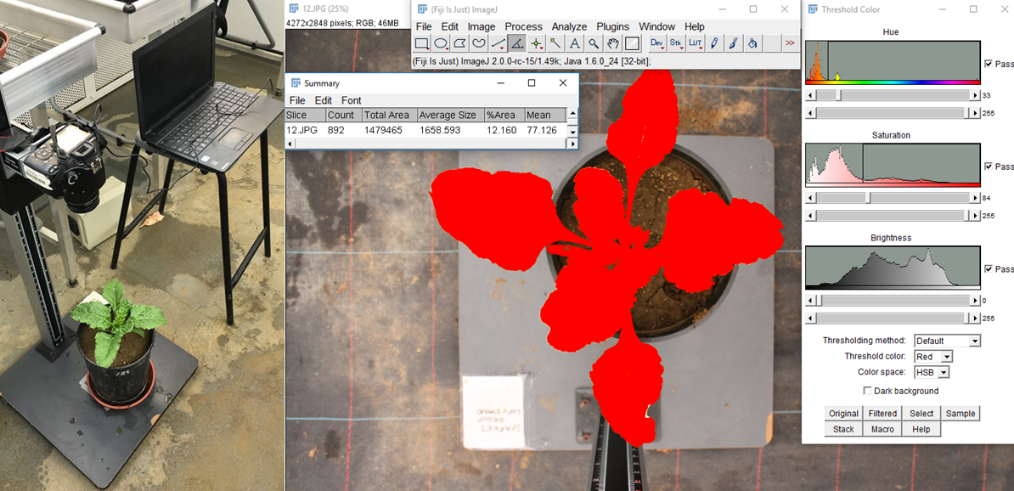 12.JPG (25%)
4272x2848 pixels; RGB; 46MB
(Fiji Is Just) ImageJ
File Edit Image Process Analyze Plugins Window Help
Dev Stk LUT >>
(Fiji Is Just) ImageJ 2.0.0-rc-15/1.49k; Java 1.6.0_24 [32-bit];
Summary
File Edit Font
Slice Count Total Area Average Size %Area Mean
12.JPG 892 1479465 1658.593 12.160 77.126
Threshold Color
Hue
Pass
33
255
Saturation
Pass
84
255
Brightness
Pass
0
255
Thresholding method: Default
Threshold color: Red
Color space: HSB
Dark background
Original Filtered Select Sample
Stack Macro Help